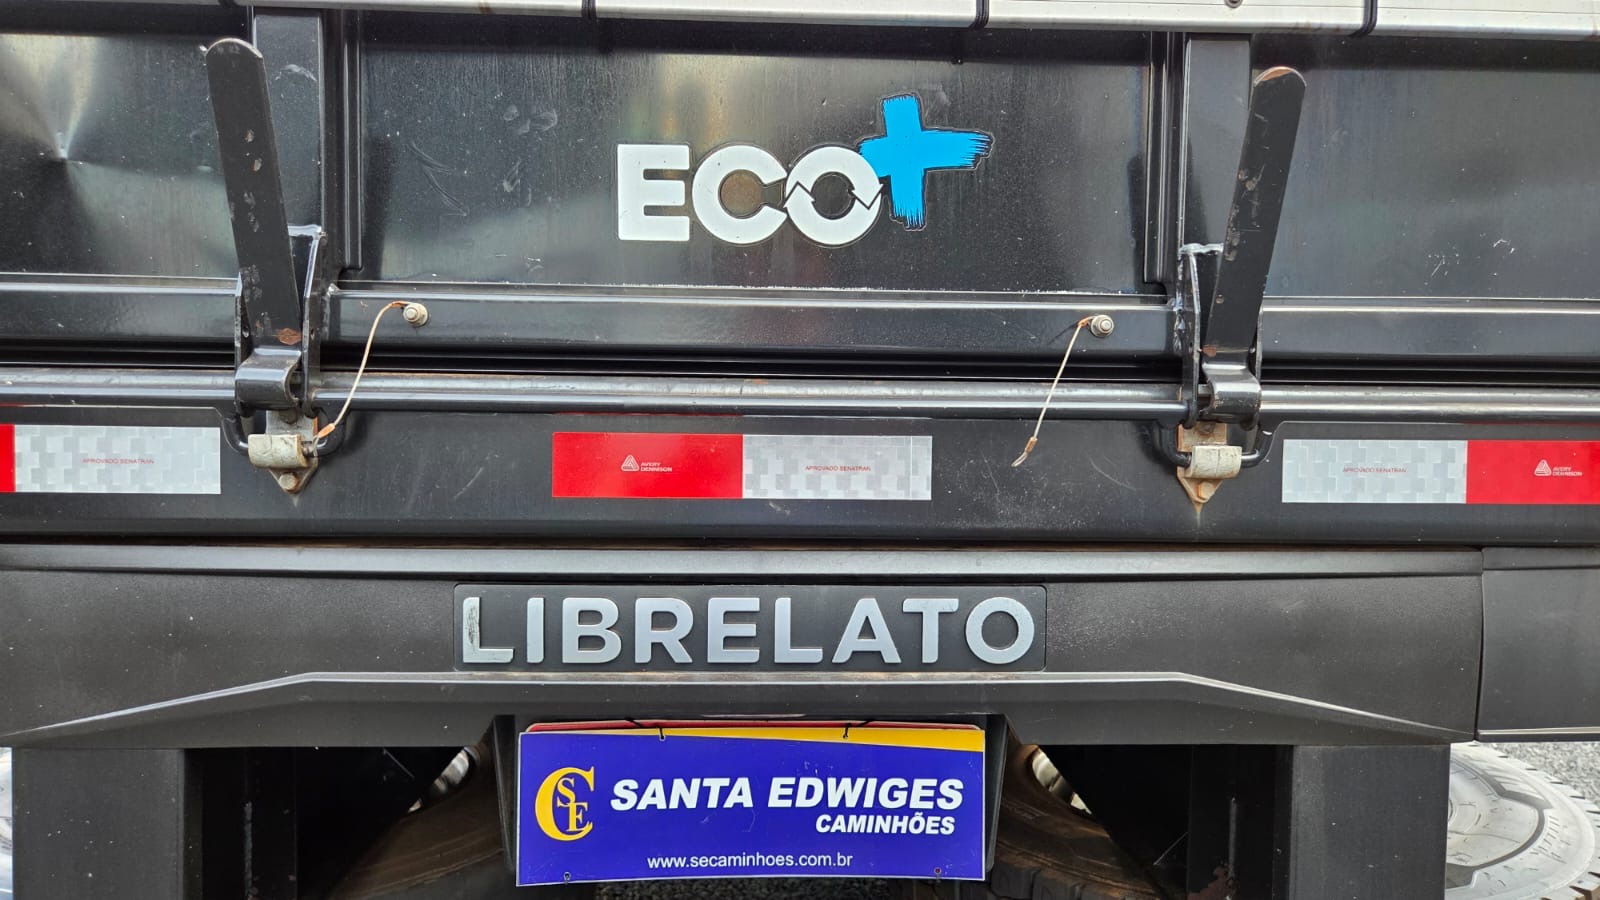 ECO+
APROVADO SENATRAN
AVERY
DENNISON
APROVADO SENATRAN
APROVADO SENATRAN
AVERY
DENNISON
LIBRELATO
CSE
SANTA EDWIGES
CAMINHÕES
www.secaminhoes.com.br